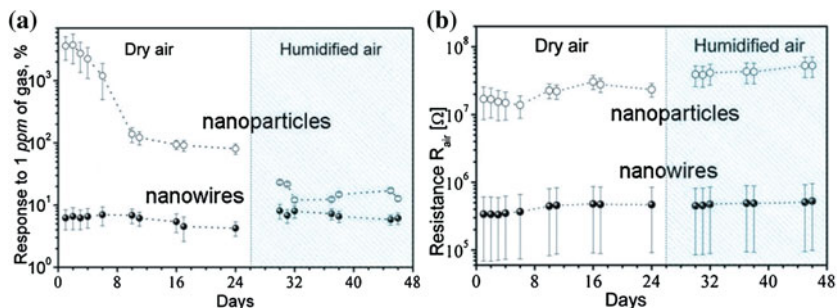 (a)
Response to 1 ppm of gas, %
10³
10²
10¹
10⁰
Dry air
Humidified air
nanoparticles
nanowires
0 8 16 24 32 40 48
Days
(b)
Resistance R_air [Ω]
10⁸
10⁷
10⁶
10⁵
Dry air
Humidified air
nanoparticles
nanowires
0 8 16 24 32 40 48
Days